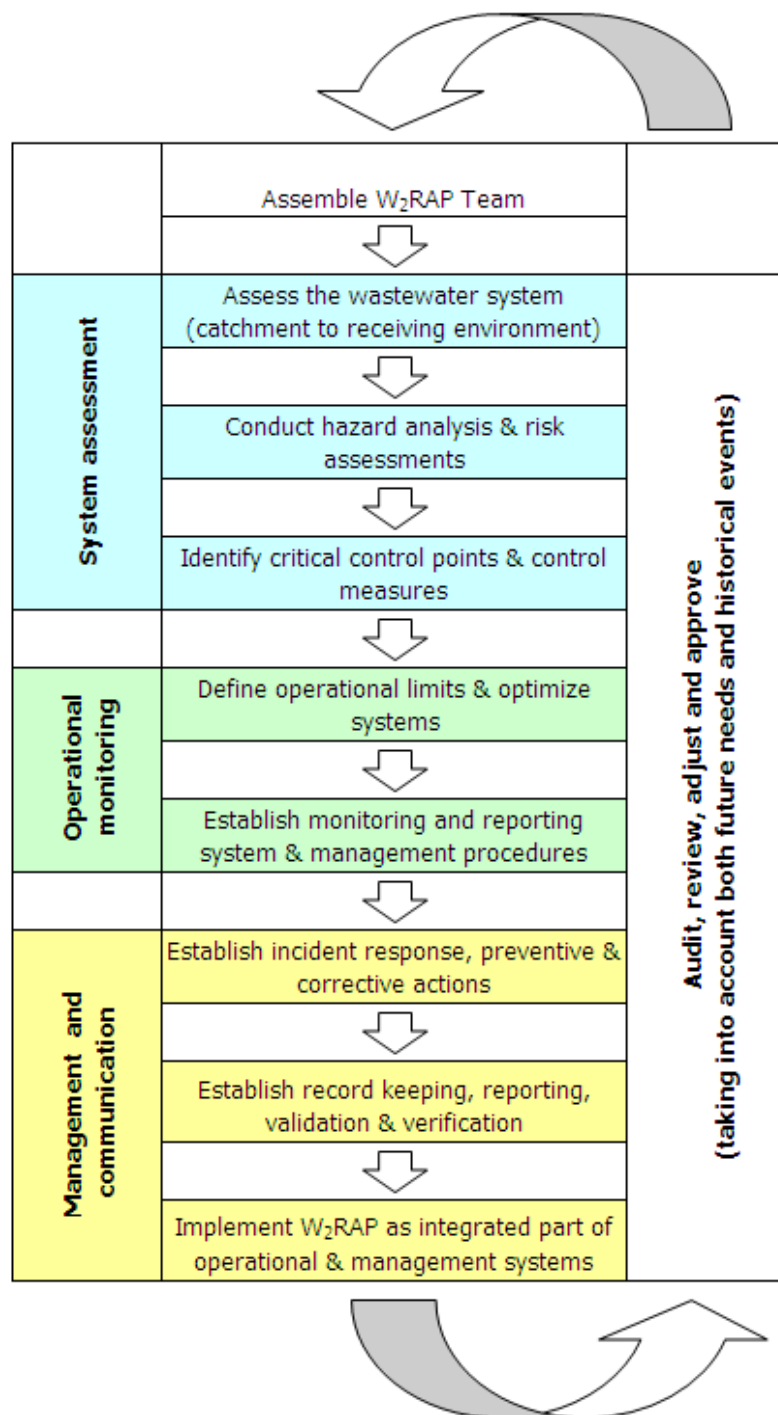 Assemble W₂RAP Team
System assessment
Assess the wastewater system
(catchment to receiving environment)
Conduct hazard analysis & risk
assessments
Identify critical control points & control
measures
Operational
monitoring
Define operational limits & optimize
systems
Establish monitoring and reporting
system & management procedures
Management and
communication
Establish incident response, preventive &
corrective actions
Establish record keeping, reporting,
validation & verification
Implement W₂RAP as integrated part of
operational & management systems
Audit, review, adjust and approve
(taking into account both future needs and historical events)